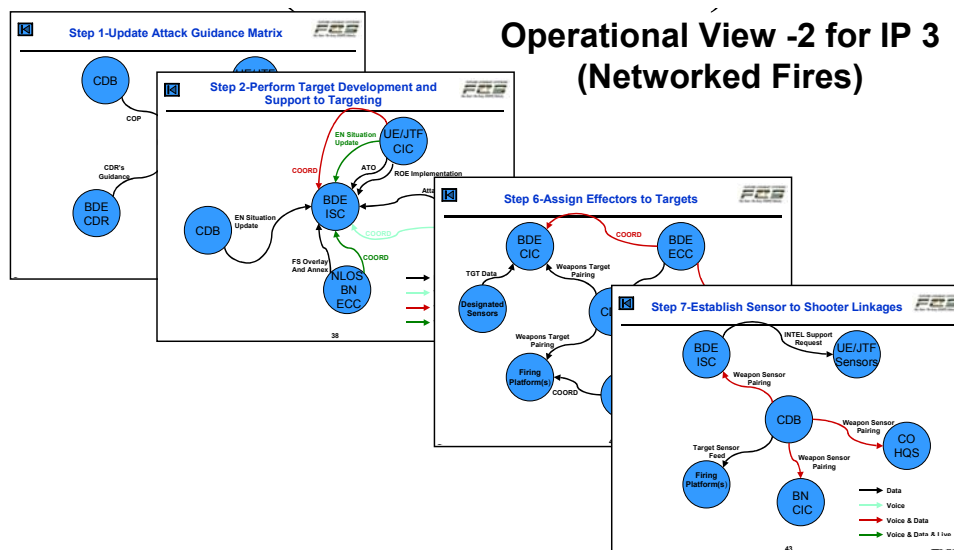 Operational View -2 for IP 3
(Networked Fires)
Step 1-Update Attack Guidance Matrix
FCS
CDB
COP
CDR's
Guidance
BDE
CDR
Step 2-Perform Target Development and
Support to Targeting
FCS
EN Situation
Update
UE/JTF
CIC
COORD
ATO
ROE Implementation
BDE
ISC
CDB
EN Situation
Update
COORD
FS Overlay
And Annex
COORD
NLOS
BN
ECC
38
Step 6-Assign Effectors to Targets
FCS
BDE
CIC
COORD
BDE
ECC
TGT Data
Weapons Target
Pairing
Designated
Sensors
Weapons Target
Pairing
Firing
Platform(s)
COORD
Step 7-Establish Sensor to Shooter Linkages
FCS
BDE
ISC
INTEL Support
Request
UE/JTF
Sensors
Weapon Sensor
Pairing
CDB
Weapon Sensor
Pairing
CO
HQS
Target Sensor
Feed
Weapon Sensor
Pairing
Firing
Platform(s)
BN
CIC
Data
Voice
Voice & Data
Voice & Data & Live
43